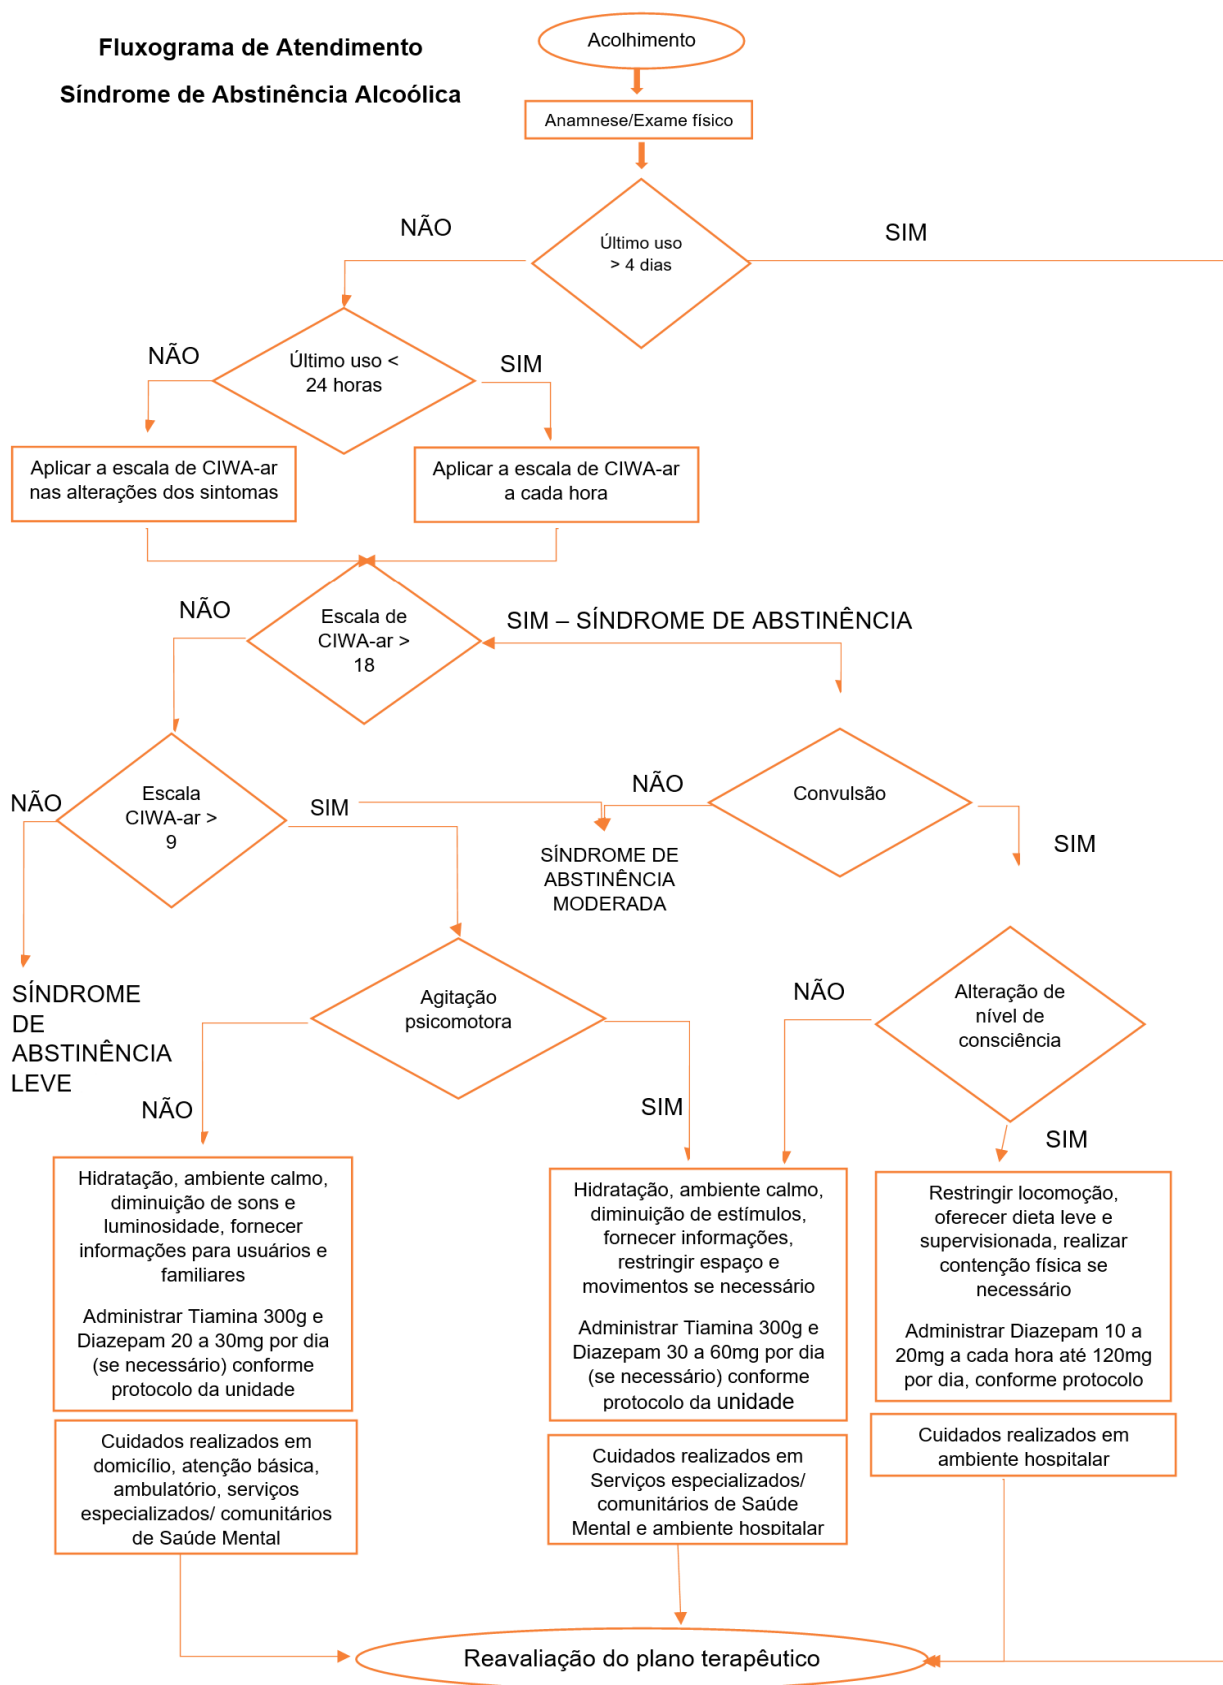 Fluxograma de Atendimento
Síndrome de Abstinência Alcoólica
Acolhimento
Anamnese/Exame físico
NÃO
Último uso
> 4 dias
SIM
NÃO
Último uso <
24 horas
SIM
Aplicar a escala de CIWA-ar
nas alterações dos sintomas
Aplicar a escala de CIWA-ar
a cada hora
NÃO
Escala de
CIWA-ar >
18
SIM – SÍNDROME DE ABSTINÊNCIA
NÃO
Escala
CIWA-ar >
9
SIM
NÃO
Convulsão
SIM
SÍNDROME DE
ABSTINÊNCIA
MODERADA
SÍNDROME
DE
ABSTINÊNCIA
LEVE
Agitação
psicomotora
NÃO
Alteração de
nível de
consciência
NÃO
SIM
SIM
Hidratação, ambiente calmo,
diminuição de sons e
luminosidade, fornecer
informações para usuários e
familiares
Administrar Tiamina 300g e
Diazepam 20 a 30mg por dia
(se necessário) conforme
protocolo da unidade
Hidratação, ambiente calmo,
diminuição de estímulos,
fornecer informações,
restringir espaço e
movimentos se necessário
Administrar Tiamina 300g e
Diazepam 30 a 60mg por dia
(se necessário) conforme
protocolo da unidade
Restringir locomoção,
oferecer dieta leve e
supervisionada, realizar
contenção física se
necessário
Administrar Diazepam 10 a
20mg a cada hora até 120mg
por dia, conforme protocolo
Cuidados realizados em
domicílio, atenção básica,
ambulatório, serviços
especializados/ comunitários
de Saúde Mental
Cuidados realizados em
Serviços especializados/
comunitários de Saúde
Mental e ambiente hospitalar
Cuidados realizados em
ambiente hospitalar
Reavaliação do plano terapêutico